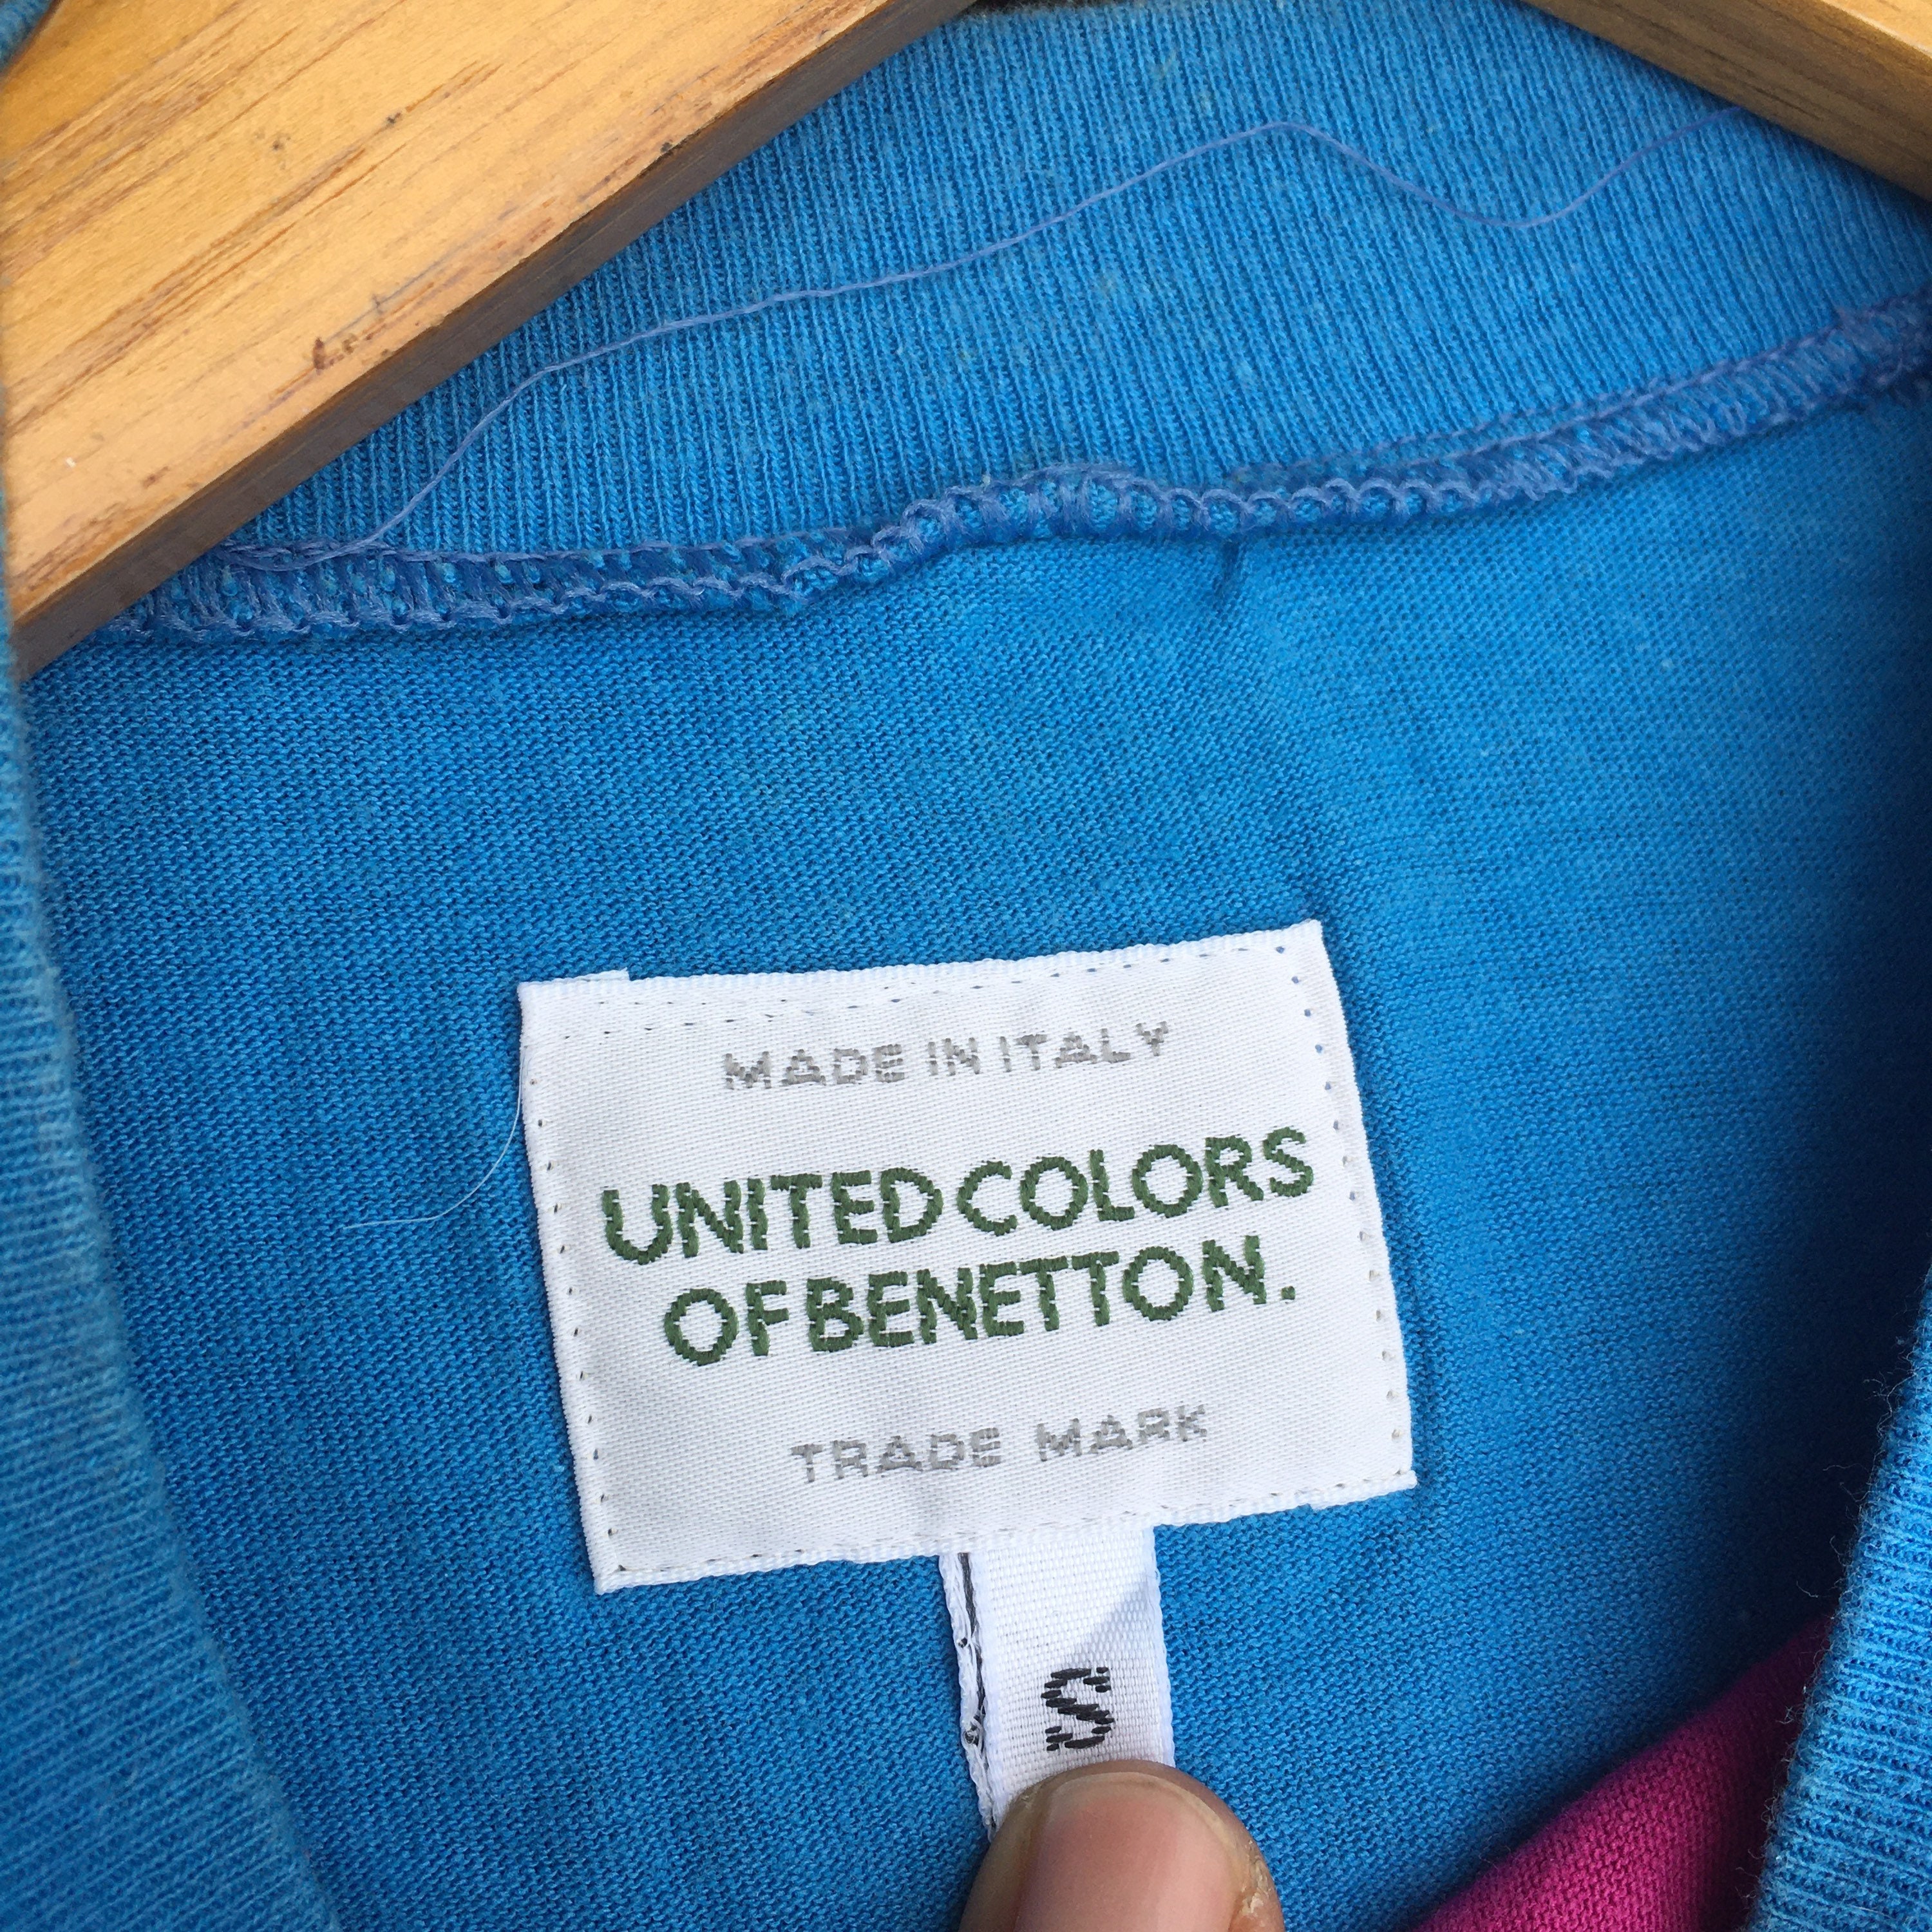 MADE IN ITALY
UNITED COLORS
OF BENETTON.
TRADE MARK
S